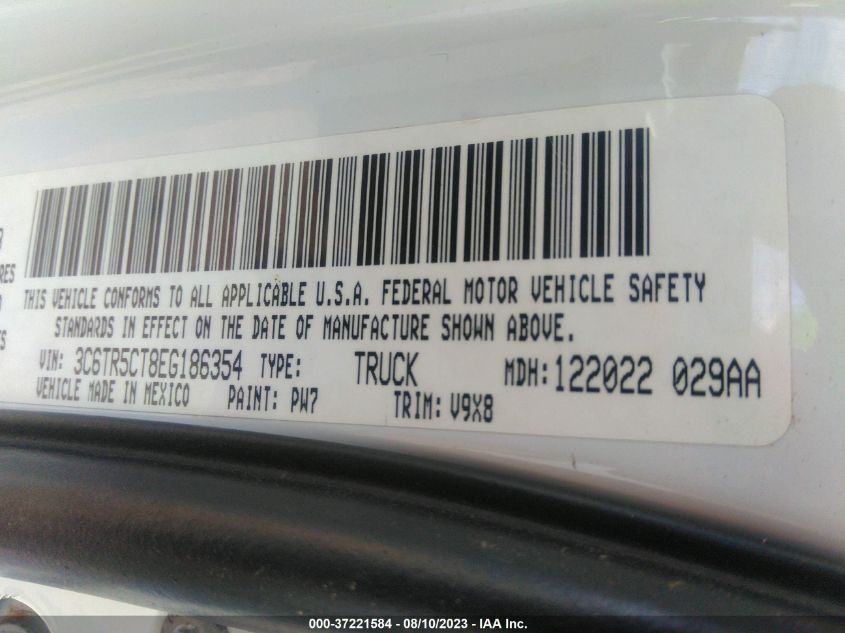 RES
THIS VEHICLE CONFORMS TO ALL APPLICABLE U.S.A. FEDERAL MOTOR VEHICLE SAFETY
STANDARDS IN EFFECT ON THE DATE OF MANUFACTURE SHOWN ABOVE.
VIN: 3C6TR5CT8EG186354 TYPE: TRUCK MDH: 122022 029AA
VEHICLE MADE IN MEXICO PAINT: PW7 TRIM: V9X8
000-37221584 — 08/10/2023 — IAA Inc.